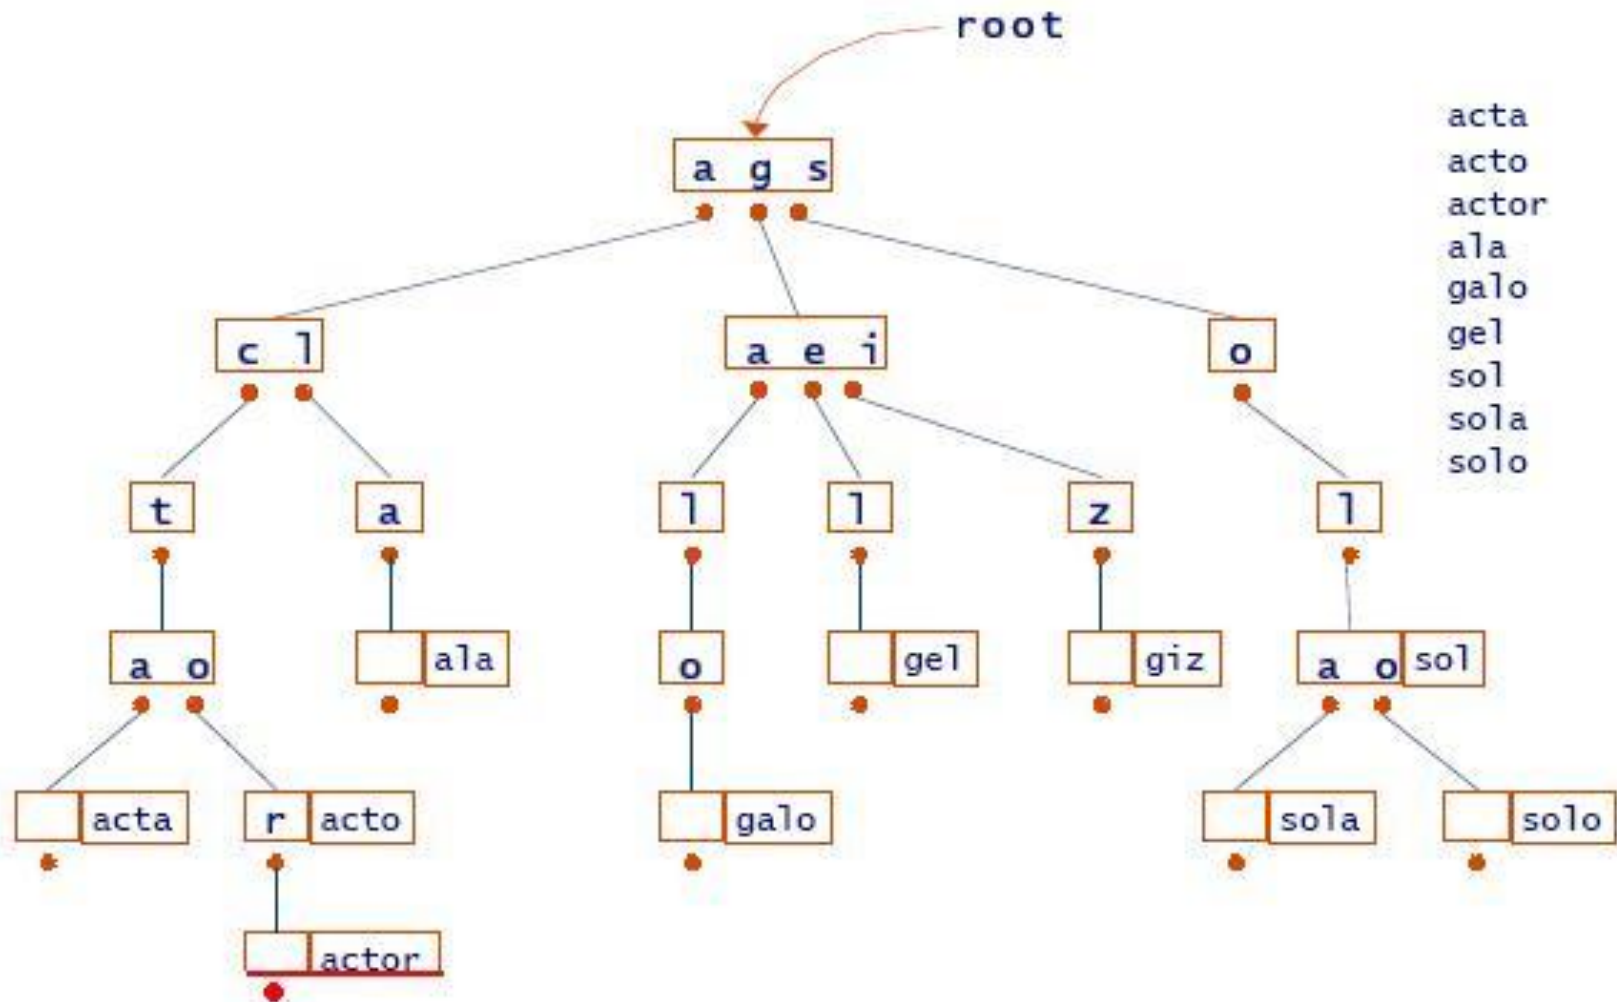 root
a g s
acta
acto
actor
ala
galo
gel
sol
sola
solo
c l
a e i
o
t
a
l
l
z
l
a o
ala
o
gel
giz
a o sol
acta
r acto
galo
sola
solo
actor